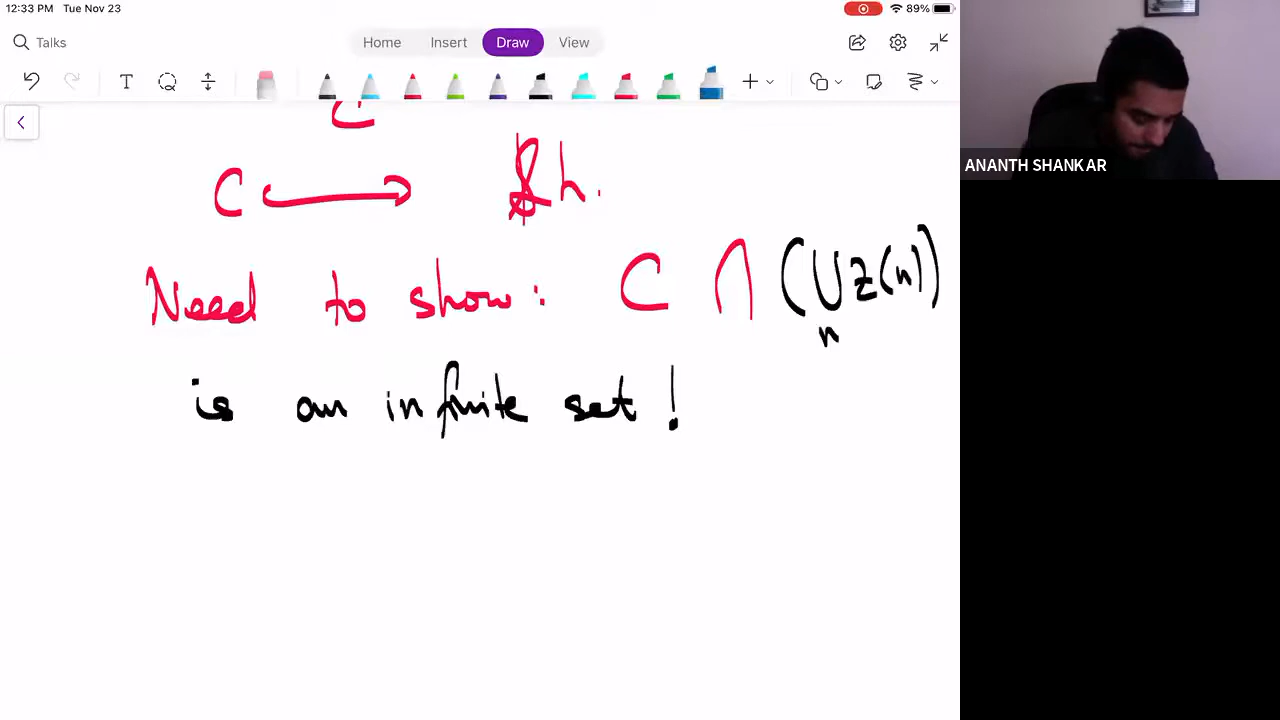 12:33 PM Tue Nov 23
89%
Talks
Home Insert Draw View
C
C → Sh.
Need to show: C ∩ (∪ Z(n))
n
is an infinite set!
ANANTH SHANKAR